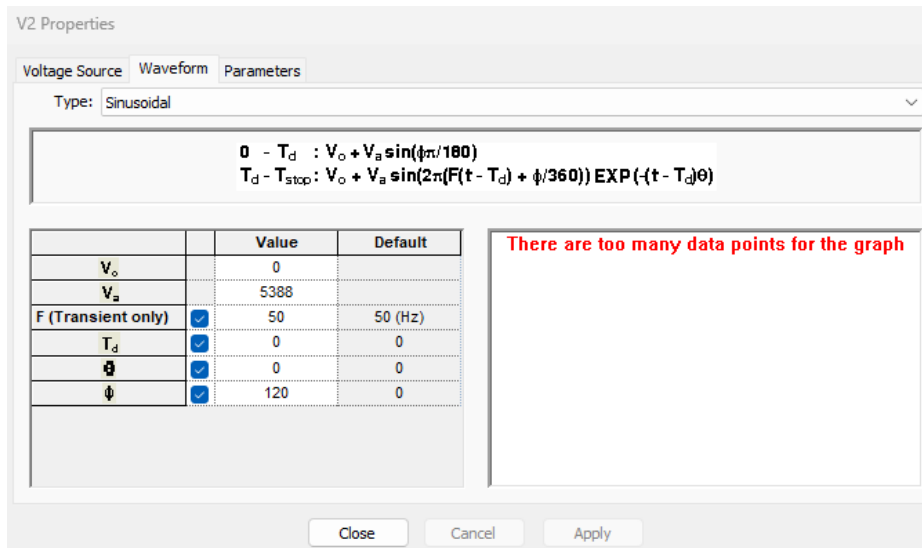 V2 Properties
Voltage Source Waveform Parameters
Type: Sinusoidal
0 - Td : Vo + Va sin(ϕπ/180)
Td - Tstop : Vo + Va sin(2π(F(t - Td) + ϕ/360)) EXP(-(t - Td)θ)
Value Default
Vo 0
Va 5388
F (Transient only) 50 50 (Hz)
Td 0 0
θ 0 0
ϕ 120 0
There are too many data points for the graph
Close Cancel Apply